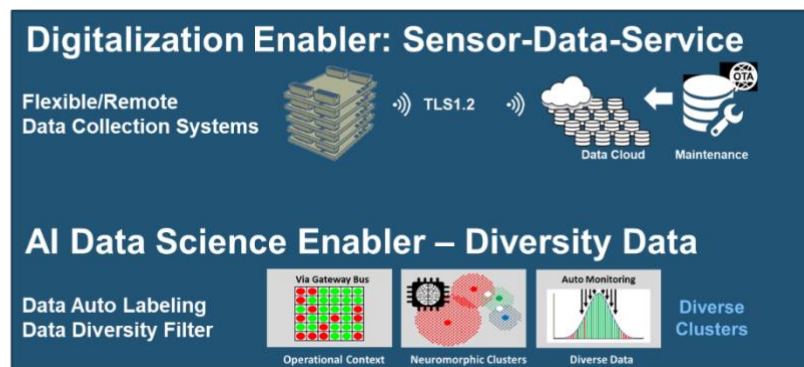 Digitalization Enabler: Sensor-Data-Service
Flexible/Remote
Data Collection Systems
TLS1.2
OTA
Data Cloud
Maintenance
AI Data Science Enabler – Diversity Data
Data Auto Labeling
Data Diversity Filter
Via Gateway Bus
Operational Context
Neuromorphic Clusters
Auto Monitoring
Diverse Data
Diverse
Clusters